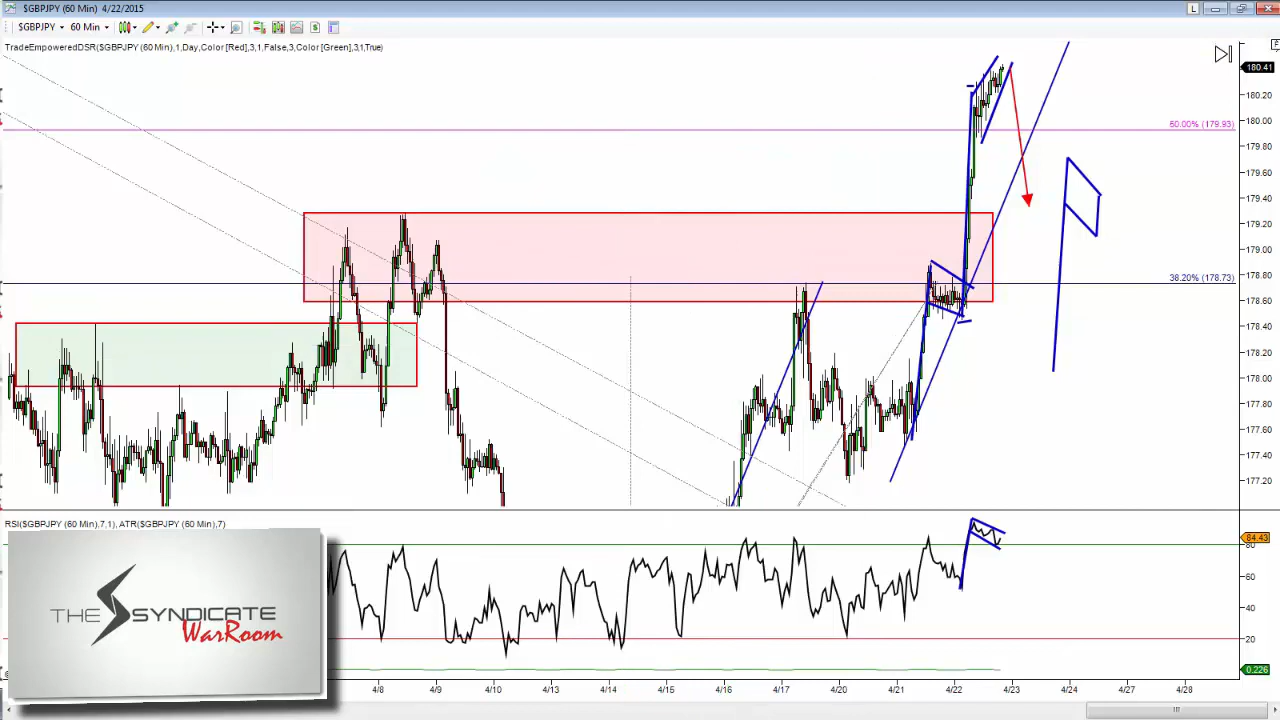 $GBPJPY (60 Min) 4/22/2015
L
$GBPJPY 60 Min
TradeEmpoweredDSR($GBPJPY (60 Min),1,Day,Color [Red],3,1,False,3,Color [Green],3,1,True)
F
180.41
180.20
180.00
60.00% (179.93)
179.80
179.60
179.40
179.20
179.00
178.80
38.20% (178.73)
178.60
178.40
178.20
178.00
177.80
177.60
177.40
177.20
RSI($GBPJPY (60 Min),7,1), ATR($GBPJPY (60 Min),7)
84.43
80
60
40
20
0.226
THE SYNDICATE
WarRoom
4/8 4/9 4/10 4/13 4/14 4/15 4/16 4/17 4/20 4/21 4/22 4/23 4/24 4/27 4/28